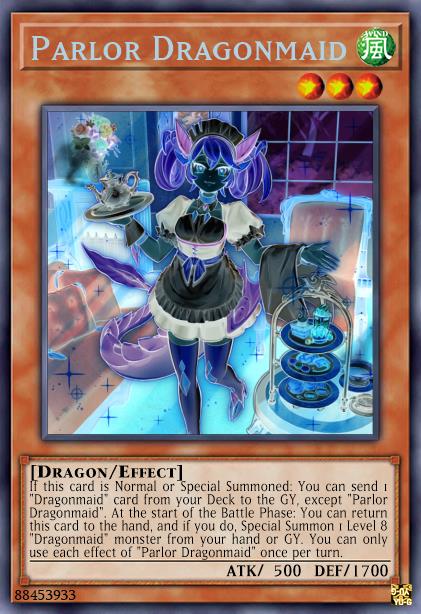 PARLOR DRAGONMAID
WIND
風
[DRAGON/EFFECT]
If this card is Normal or Special Summoned: You can send 1
"Dragonmaid" card from your Deck to the GY, except "Parlor
Dragonmaid". At the start of the Battle Phase: You can return
this card to the hand, and if you do, Special Summon 1 Level 8
"Dragonmaid" monster from your hand or GY. You can only
use each effect of "Parlor Dragonmaid" once per turn.
ATK/ 500 DEF/1700
88453933